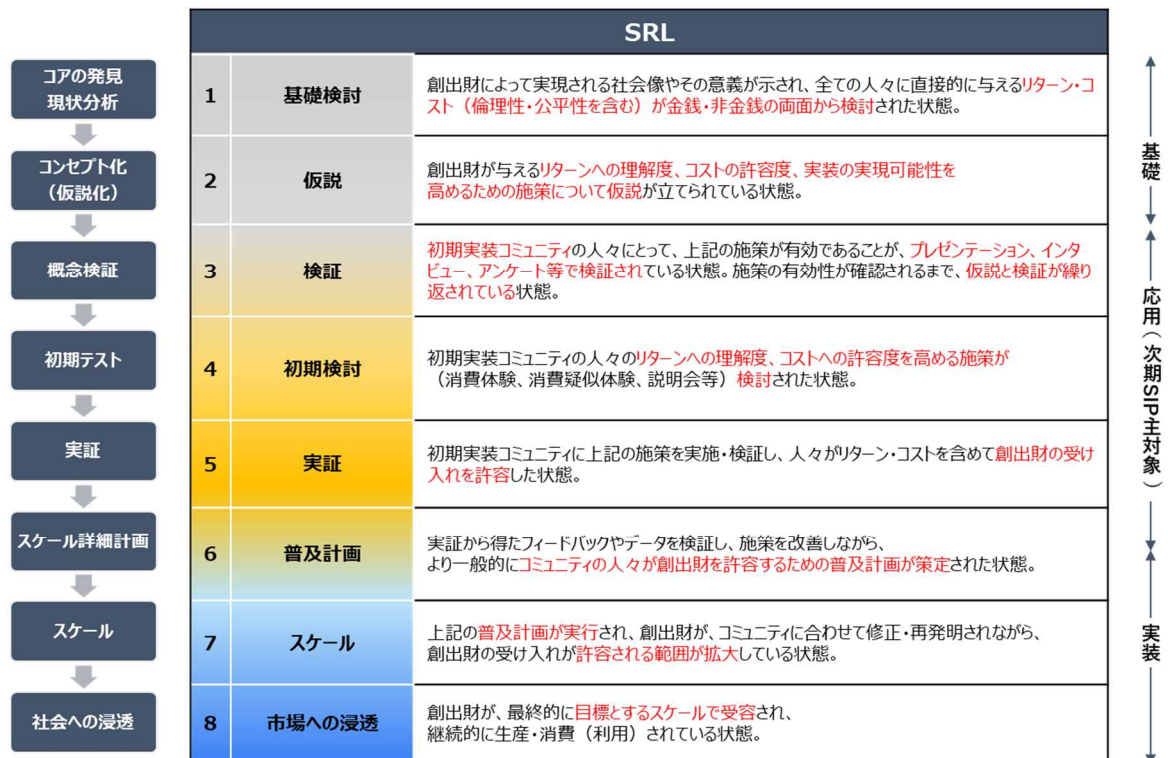 SRL
コアの発見
現状分析
1
基礎検討
創出財によって実現される社会像やその意義が示され、全ての人々に直接的に与えるリターン・コ
スト（倫理性・公平性を含む）が金銭・非金銭の両面から検討された状態。
コンセプト化
（仮説化）
2
仮説
創出財が与えるリターンへの理解度、コストの許容度、実装の実現可能性を
高めるための施策について仮説が立てられている状態。
基礎
概念検証
3
検証
初期実装コミュニティの人々にとって、上記の施策が有効であることが、プレゼンテーション、インタ
ビュー、アンケート等で検証されている状態。施策の有効性が確認されるまで、仮説と検証が繰り
返されている状態。
初期テスト
4
初期検討
初期実装コミュニティの人々のリターンへの理解度、コストへの許容度を高める施策が
（消費体験、消費疑似体験、説明会等）検討された状態。
実証
5
実証
初期実装コミュニティに上記の施策を実施・検証し、人々がリターン・コストを含めて創出財の受け
入れを許容した状態。
応用（次期SIP主対象）
スケール詳細計画
6
普及計画
実証から得たフィードバックやデータを検証し、施策を改善しながら、
より一般的にコミュニティの人々が創出財を許容するための普及計画が策定された状態。
スケール
7
スケール
上記の普及計画が実行され、創出財が、コミュニティに合わせて修正・再発明されながら、
創出財の受け入れが許容される範囲が拡大している状態。
実装
社会への浸透
8
市場への浸透
創出財が、最終的に目標とするスケールで受容され、
継続的に生産・消費（利用）されている状態。